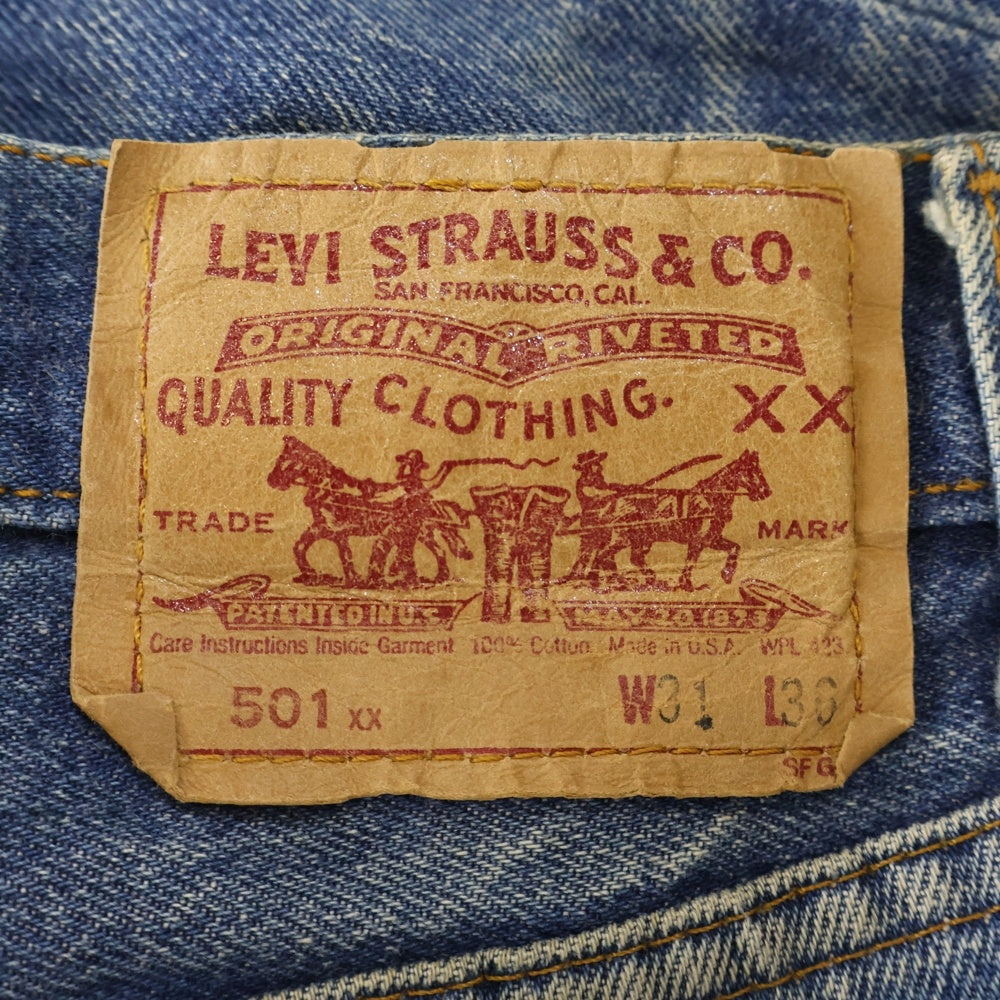 LEVI STRAUSS & CO.
SAN FRANCISCO, CAL.
ORIGINAL RIVETED
QUALITY CLOTHING. XX
TRADE MARK
PATENTED IN U.S. MAY 20 1873
Care Instructions Inside Garment 100% Cotton Made in U.S.A. WPL 423
501 XX W31 L36
SF G